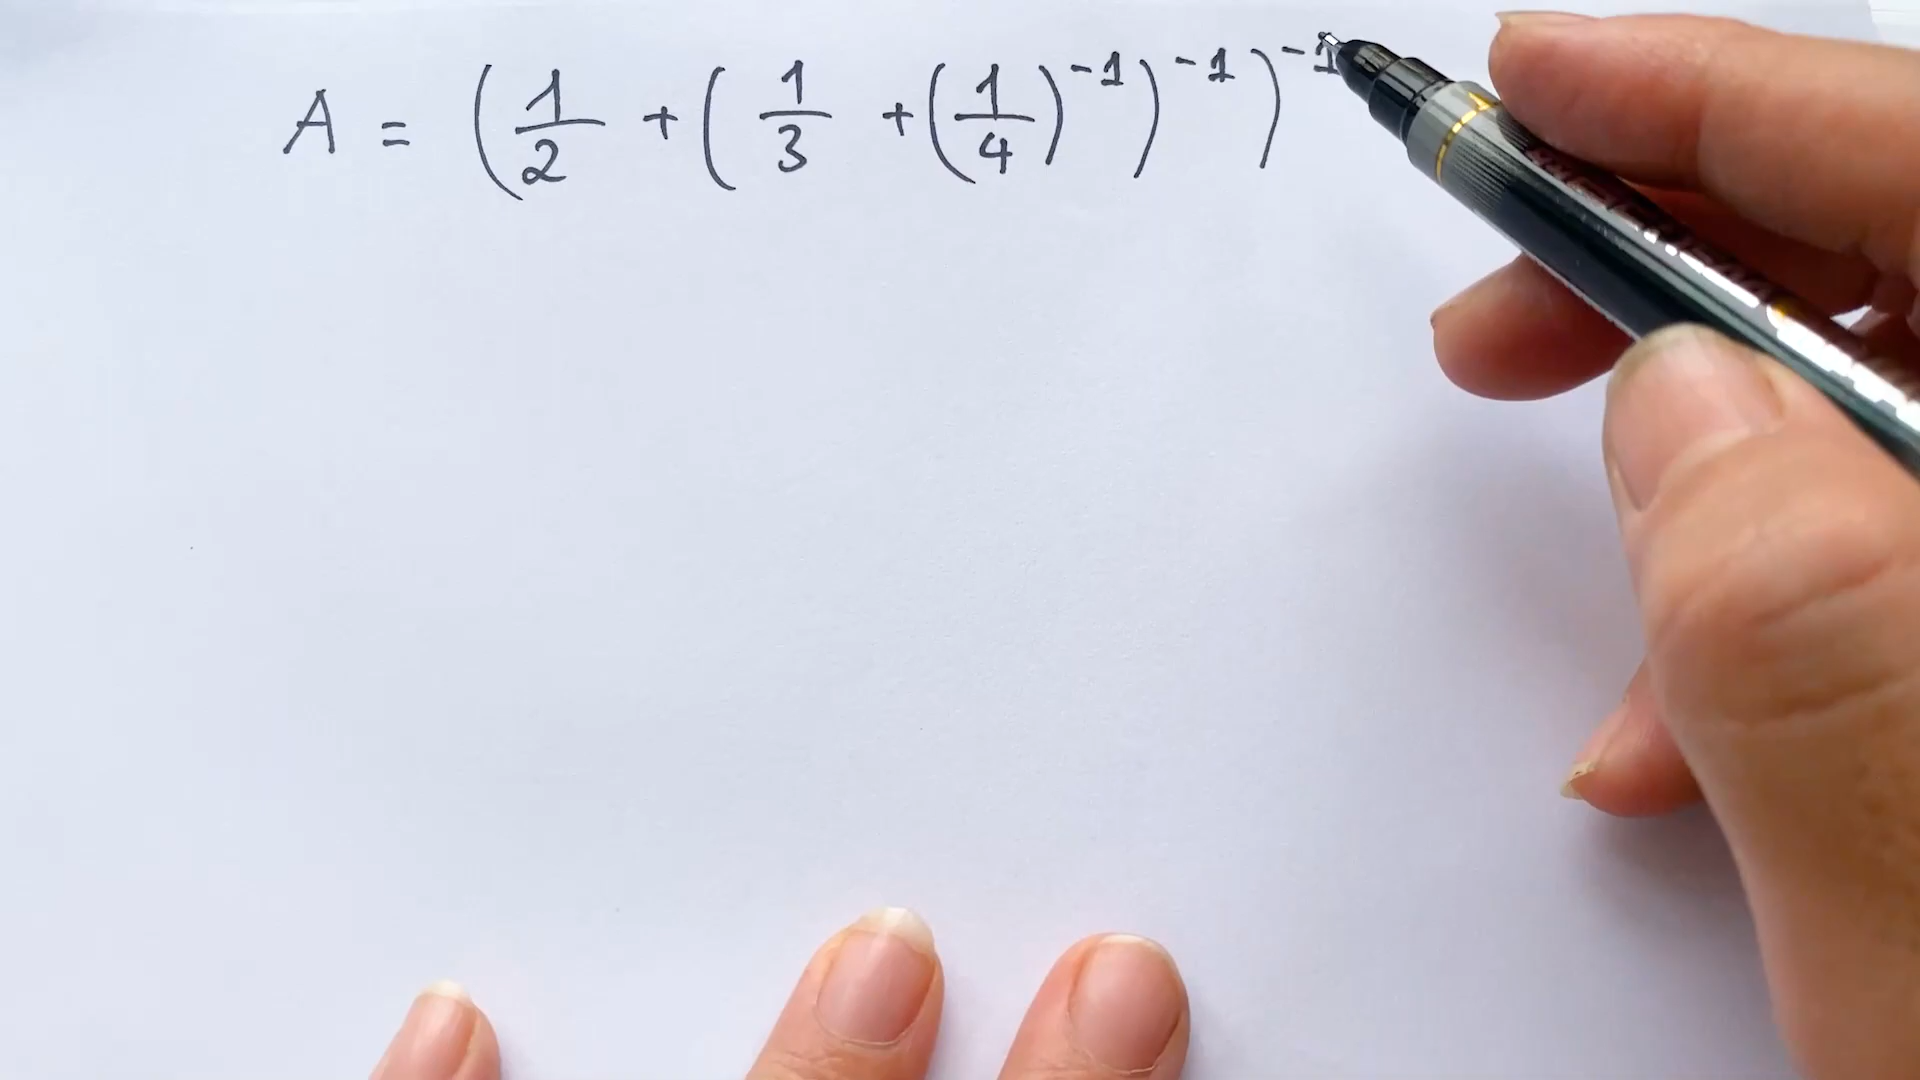 A = (1/2 + (1/3 + (1/4)^-1)^-1)^-1